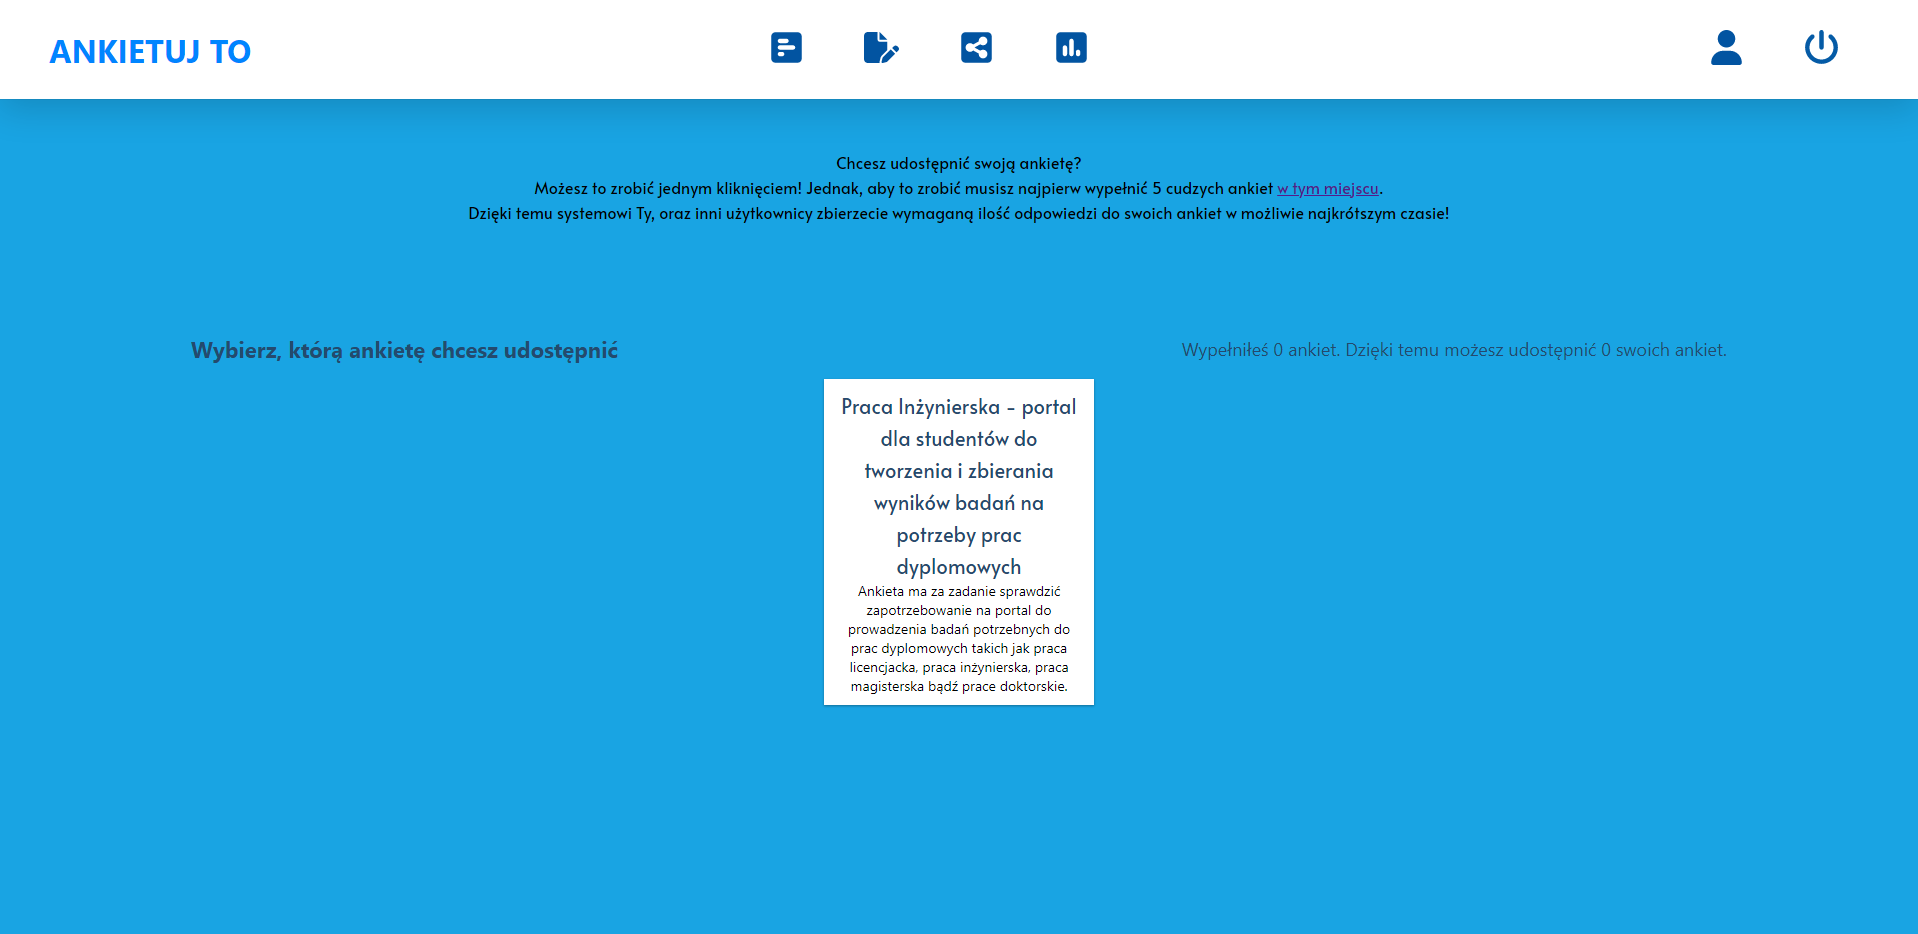 ANKIETUJ TO
Chcesz udostępnić swoją ankietę?
Możesz to zrobić jednym kliknięciem! Jednak, aby to zrobić musisz najpierw wypełnić 5 cudzych ankiet w tym miejscu.
Dzięki temu systemowi Ty, oraz inni użytkownicy zbierzecie wymaganą ilość odpowiedzi do swoich ankiet w możliwie najkrótszym czasie!
Wybierz, którą ankietę chcesz udostępnić
Wypełniłeś 0 ankiet. Dzięki temu możesz udostępnić 0 swoich ankiet.
Praca Inżynierska - portal
dla studentów do
tworzenia i zbierania
wyników badań na
potrzeby prac
dyplomowych
Ankieta ma za zadanie sprawdzić
zapotrzebowanie na portal do
prowadzenia badań potrzebnych do
prac dyplomowych takich jak praca
licencjacka, praca inżynierska, praca
magisterska bądź prace doktorskie.